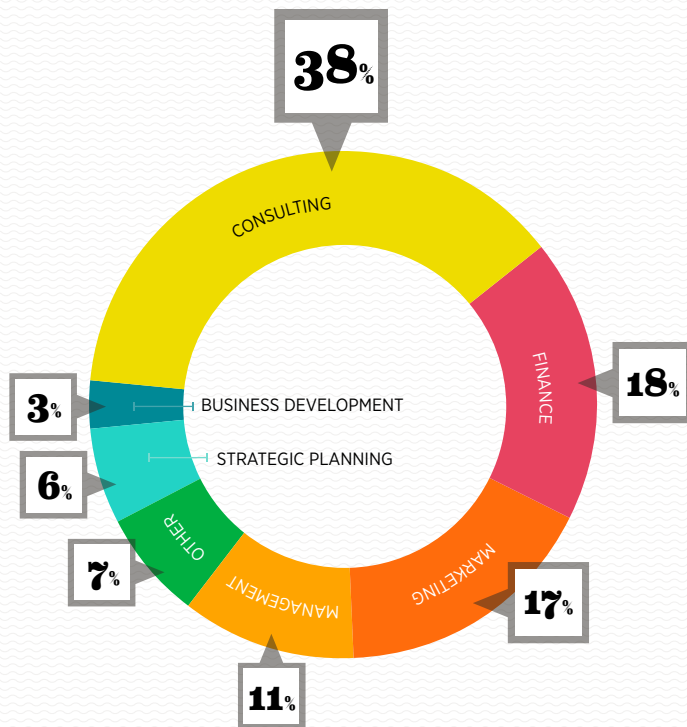 38%
CONSULTING
FINANCE
18%
3%
BUSINESS DEVELOPMENT
STRATEGIC PLANNING
6%
OTHER
7%
MANAGEMENT
MARKETING
17%
11%